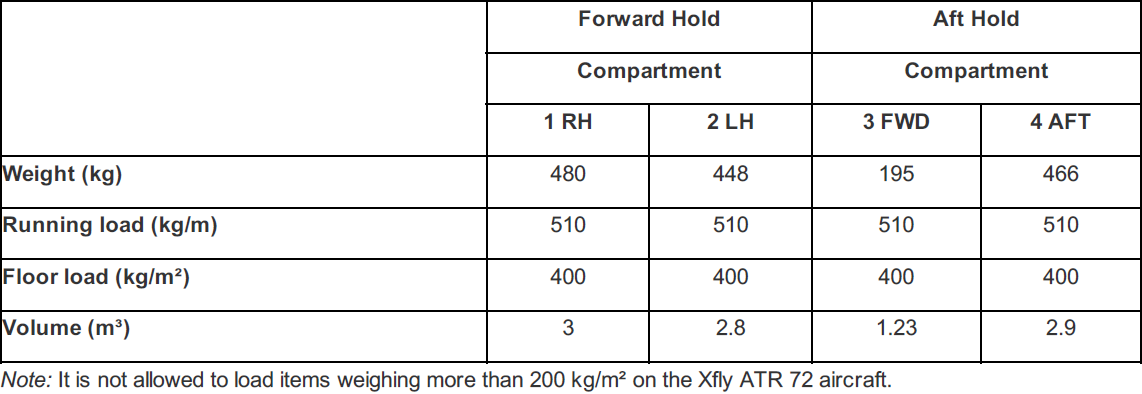 Forward Hold Aft Hold
Compartment Compartment
1 RH 2 LH 3 FWD 4 AFT
Weight (kg) 480 448 195 466
Running load (kg/m) 510 510 510 510
Floor load (kg/m²) 400 400 400 400
Volume (m³) 3 2.8 1.23 2.9
Note: It is not allowed to load items weighing more than 200 kg/m² on the Xfly ATR 72 aircraft.